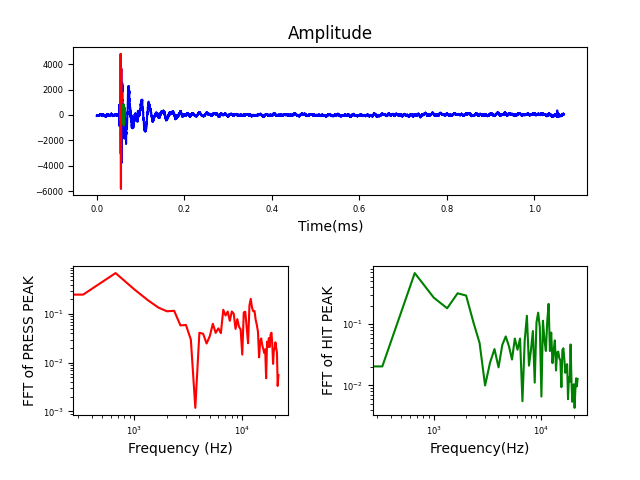 Amplitude
4000
2000
0
−2000
−4000
−6000
0.0 0.2 0.4 0.6 0.8 1.0
Time(ms)
FFT of PRESS PEAK
10⁻¹
10⁻²
10⁻³
10³ 10⁴
Frequency (Hz)
FFT of HIT PEAK
10⁻¹
10⁻²
10³ 10⁴
Frequency(Hz)